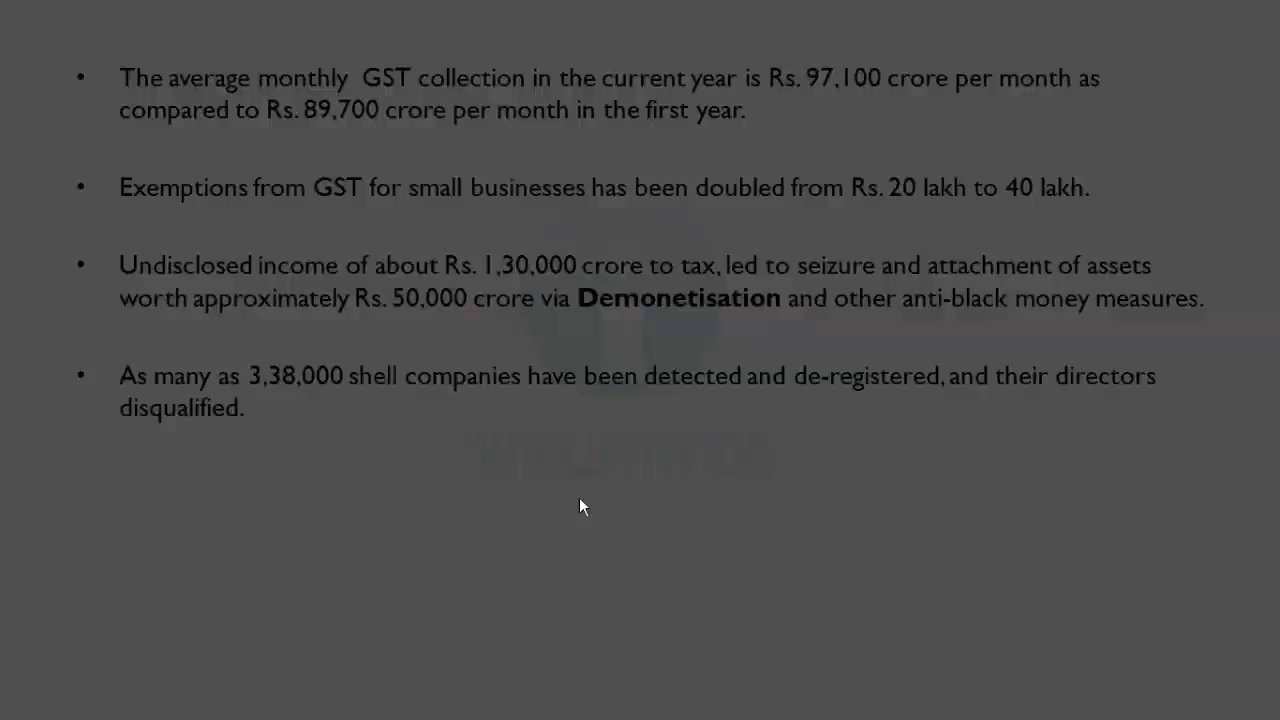 • The average monthly GST collection in the current year is Rs. 97,100 crore per month as
compared to Rs. 89,700 crore per month in the first year.
• Exemptions from GST for small businesses has been doubled from Rs. 20 lakh to 40 lakh.
• Undisclosed income of about Rs. 1,30,000 crore to tax, led to seizure and attachment of assets
worth approximately Rs. 50,000 crore via Demonetisation and other anti-black money measures.
• As many as 3,38,000 shell companies have been detected and de-registered, and their directors
disqualified.